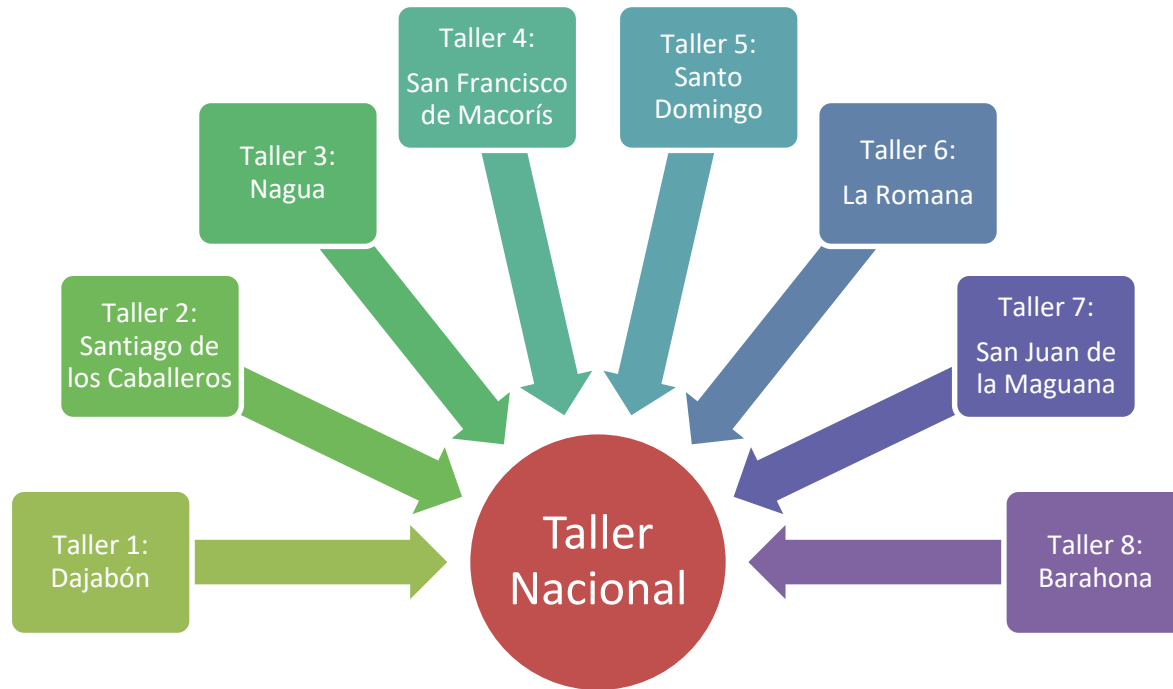 Taller 1:
Dajabón
Taller 2:
Santiago de
los Caballeros
Taller 3:
Nagua
Taller 4:
San Francisco
de Macorís
Taller 5:
Santo
Domingo
Taller 6:
La Romana
Taller 7:
San Juan de
la Maguana
Taller 8:
Barahona
Taller
Nacional